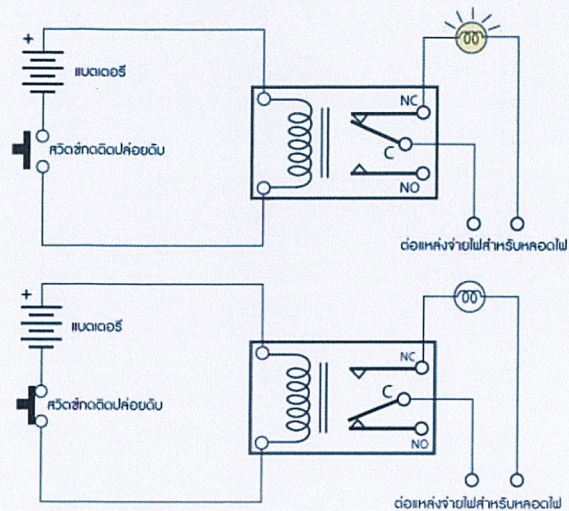 +
แบตเตอรี่
สวิตช์กดติดปล่อยดับ
NC
C
NO
ต่อแหล่งจ่ายไฟสำหรับหลอดไฟ
+
แบตเตอรี่
สวิตช์กดติดปล่อยดับ
NC
C
NO
ต่อแหล่งจ่ายไฟสำหรับหลอดไฟ